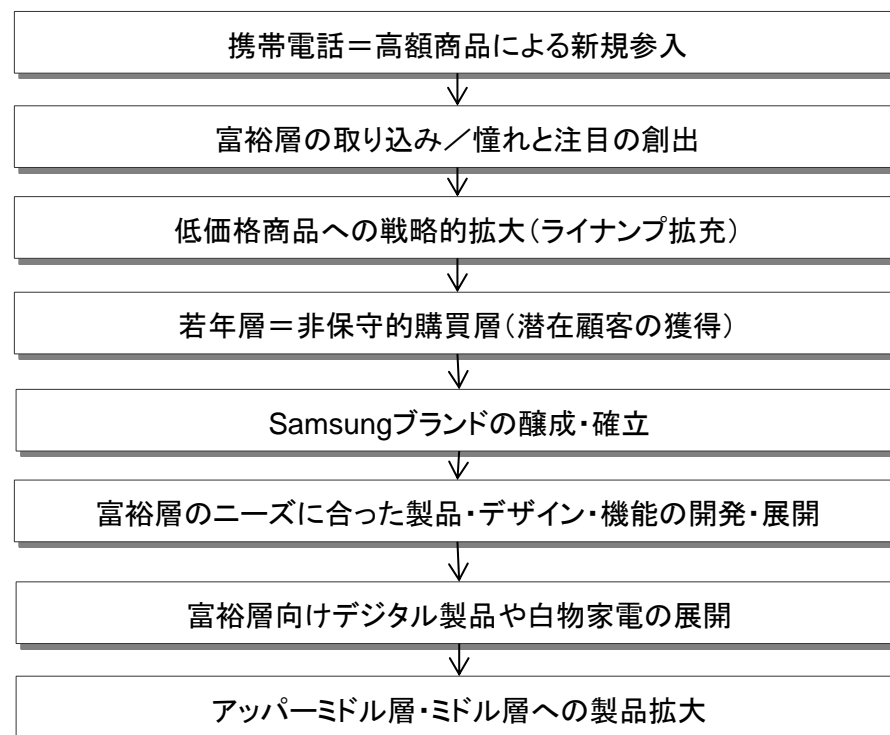 携帯電話＝高額商品による新規参入
富裕層の取り込み／憧れと注目の創出
低価格商品への戦略的拡大（ライナンプ拡充）
若年層＝非保守的購買層（潜在顧客の獲得）
Samsungブランドの醸成・確立
富裕層のニーズに合った製品・デザイン・機能の開発・展開
富裕層向けデジタル製品や白物家電の展開
アッパーミドル層・ミドル層への製品拡大